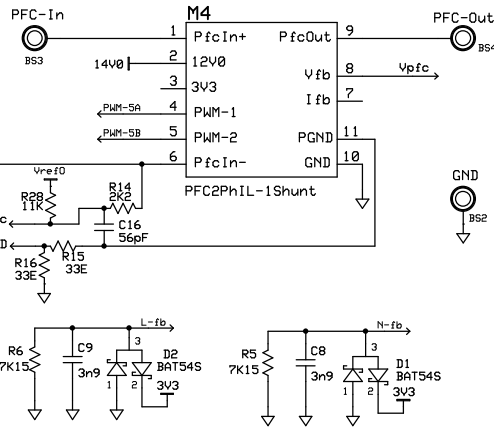 PFC-In
M4
PFC-Out
1 PfcIn+ PfcOut 9
BS3
BS4
14V0 2 12V0
Vfb 8 Vpfc
3 3V3
Ifb 7
PWM-5A 4 PWM-1
PWM-5B 5 PWM-2 PGND 11
6 PfcIn- GND 10
Vref0
PFC2PhIL-1Shunt
GND
R28
11K
R14
2K2
BS2
c
C16
56pF
D
R15
33E
R16
33E
L-fb
N-fb
3
3
R6
7K15
C9
3n9
D2
BAT54S
1 2
3V3
R5
7K15
C8
3n9
D1
BAT54S
1 2
3V3